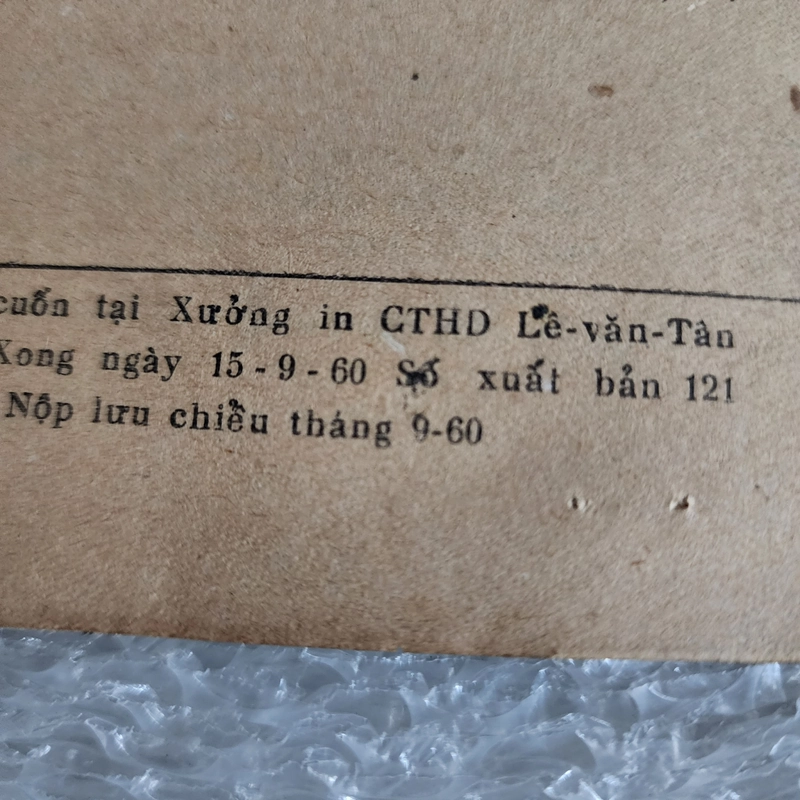 cuốn tại Xưởng in CTHD Lê-văn-Tân
Xong ngày 15-9-60 Số xuất bản 121
Nộp lưu chiều tháng 9-60